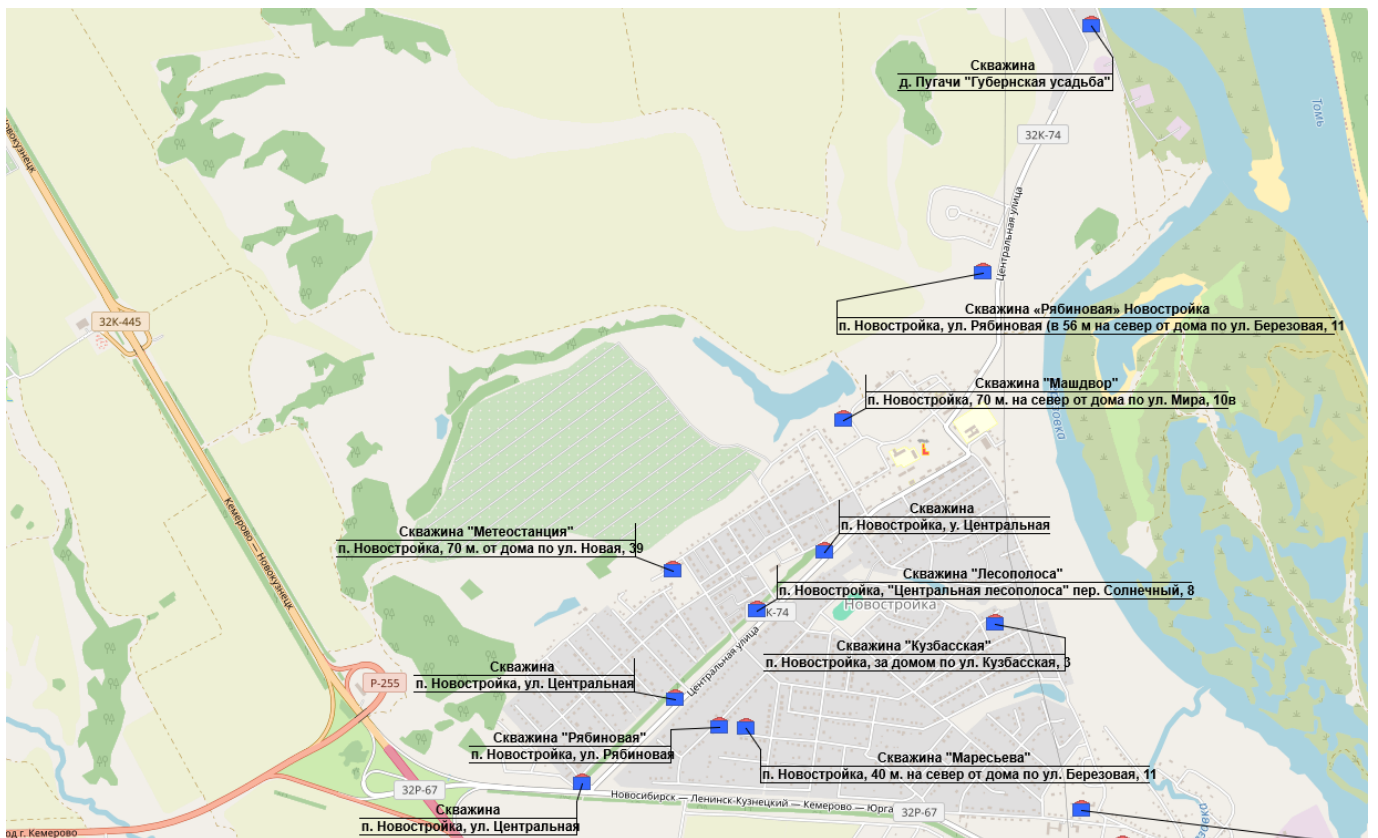 Скважина
д. Пугачи "Губернская усадьба"
Томь
32К-74
Новокузнецк
Центральная улица
Скважина «Рябиновая» Новостройка
п. Новостройка, ул. Рябиновая (в 56 м на север от дома по ул. Березовая, 11
32К-445
Скважина "Машдвор"
п. Новостройка, 70 м. на север от дома по ул. Мира, 10в
Скважина
п. Новостройка, у. Центральная
Кемерово — Новокузнецк
Скважина "Метеостанция"
п. Новостройка, 70 м. от дома по ул. Новая, 39
Скважина "Лесополоса"
п. Новостройка, "Центральная лесополоса" пер. Солнечный, 8
Новостройка
К-74
Скважина "Кузбасская"
п. Новостройка, за домом по ул. Кузбасская, 3
Центральная улица
Скважина
п. Новостройка, ул. Центральная
Р-255
Скважина "Рябиновая"
п. Новостройка, ул. Рябиновая
Скважина "Маресьева"
п. Новостройка, 40 м. на север от дома по ул. Березовая, 11
32Р-67
Новосибирск — Ленинск-Кузнецкий — Кемерово — Юрга
32Р-67
Скважина
п. Новостройка, ул. Центральная
од г. Кемерово